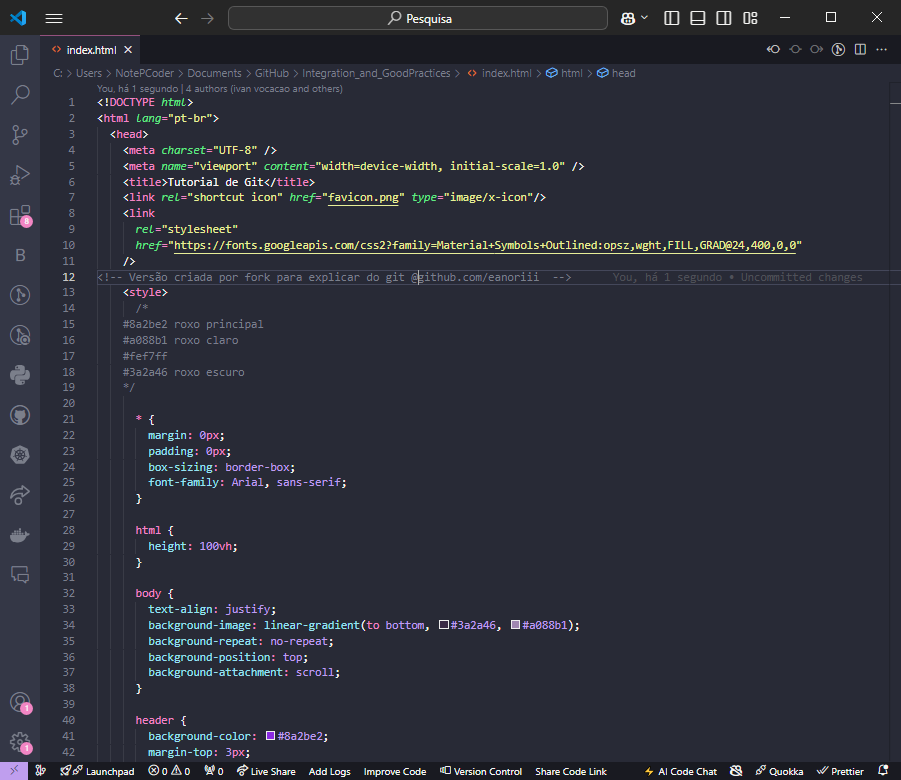 Pesquisa
index.html
C: > Users > NotePCoder > Documents > GitHub > Integration_and_GoodPractices > index.html > html > head
You, há 1 segundo | 4 authors (ivan vocacao and others)
1 <!DOCTYPE html>
2 <html lang="pt-br">
3 <head>
4 <meta charset="UTF-8" />
5 <meta name="viewport" content="width=device-width, initial-scale=1.0" />
6 <title>Tutorial de Git</title>
7 <link rel="shortcut icon" href="favicon.png" type="image/x-icon"/>
8 <link
9 rel="stylesheet"
10 href="https://fonts.googleapis.com/css2?family=Material+Symbols+Outlined:opsz,wght,FILL,GRAD@24,400,0,0"
11 />
12 <!-- Versão criada por fork para explicar do git @github.com/eanoriii --> You, há 1 segundo • Uncommitted changes
13 <style>
14 /*
15 #8a2be2 roxo principal
16 #a088b1 roxo claro
17 #fef7ff
18 #3a2a46 roxo escuro
19 */
20
21 * {
22 margin: 0px;
23 padding: 0px;
24 box-sizing: border-box;
25 font-family: Arial, sans-serif;
26 }
27
28 html {
29 height: 100vh;
30 }
31
32 body {
33 text-align: justify;
34 background-image: linear-gradient(to bottom, #3a2a46, #a088b1);
35 background-repeat: no-repeat;
36 background-position: top;
37 background-attachment: scroll;
38 }
39
40 header {
41 background-color: #8a2be2;
42 margin-top: 3px;
8
B
1
1
Launchpad 0 0 0 Live Share Add Logs Improve Code Version Control Share Code Link AI Code Chat Quokka Prettier